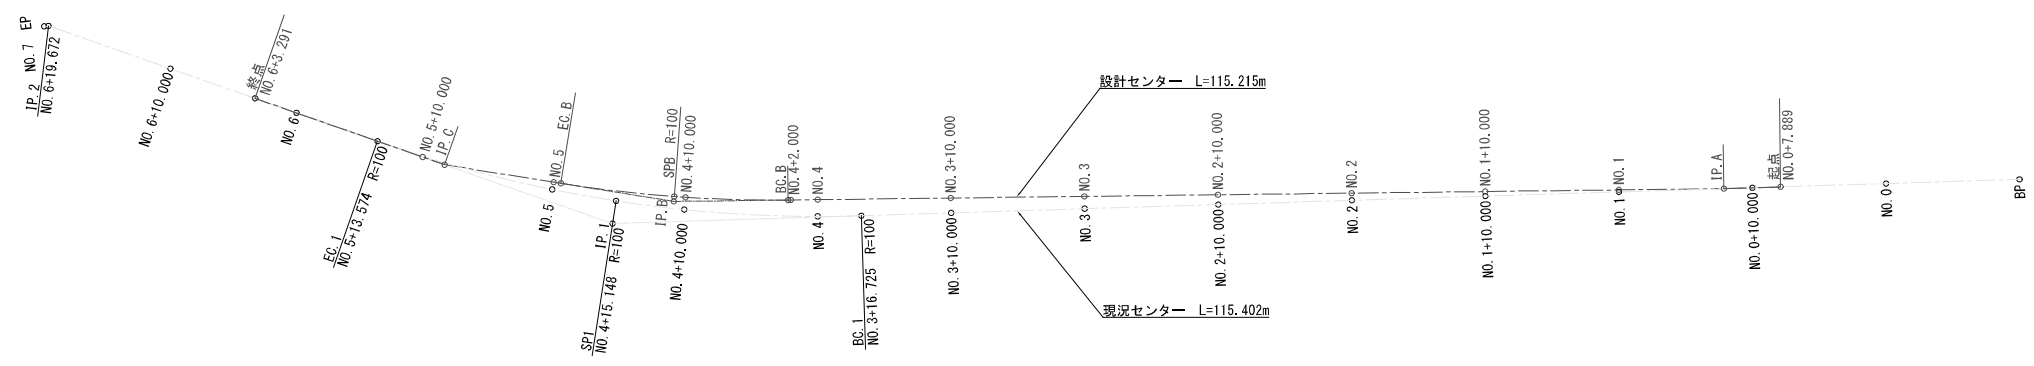 IP.2 NO.7 EP
NO.6+19.672
NO.6+10.000
終点
NO.6+3.291
NO.6
EC.1
NO.5+13.574 R=100
NO.5+10.000
IP.C
NO.5
NO.5
EC.B
SPB R=100
IP.B
NO.4+10.000
NO.4+10.000
IP.1
SP1
NO.4+15.148 R=100
BC.B
NO.4+2.000
NO.4
NO.4
BC.1
NO.3+16.725 R=100
NO.3+10.000
NO.3+10.000
設計センター L=115.215m
現況センター L=115.402m
NO.3
NO.3
NO.2+10.000
NO.2+10.000
NO.2
NO.2
NO.1+10.000
NO.1+10.000
NO.1
NO.1
IP.A
起点
NO.0+7.889
NO.0+10.000
NO.0
BP